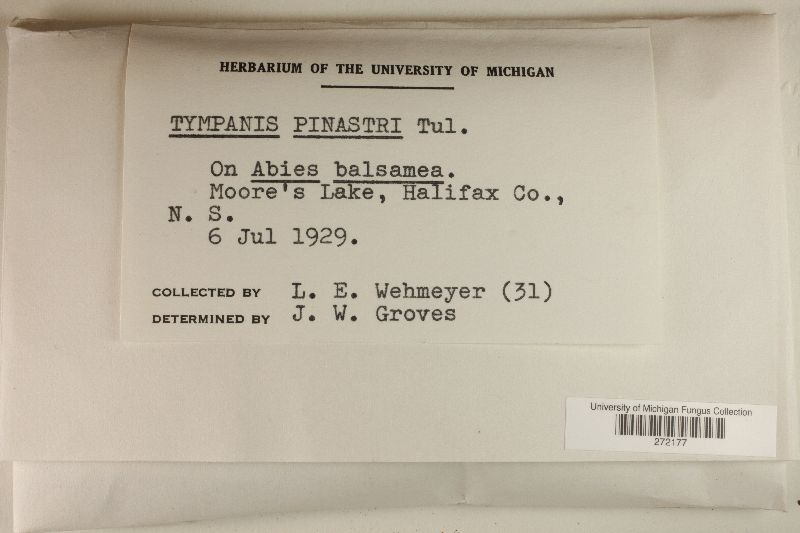 HERBARIUM OF THE UNIVERSITY OF MICHIGAN
TYMPANIS PINASTRI Tul.
On Abies balsamea.
Moore's Lake, Halifax Co.,
N. S.
6 Jul 1929.
COLLECTED BY L. E. Wehmeyer (31)
DETERMINED BY J. W. Groves
University of Michigan Fungus Collection
272177